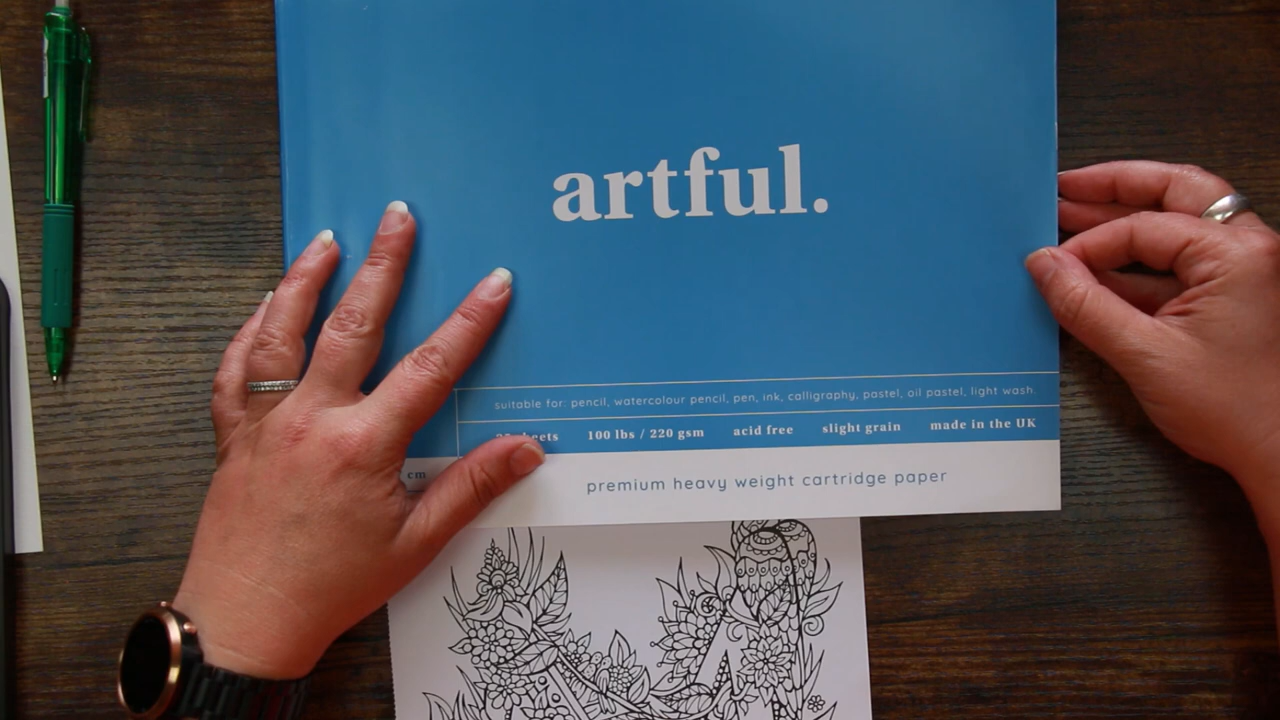 artful.
suitable for: pencil, watercolour pencil, pen, ink, calligraphy, pastel, oil pastel, light wash.
100 lbs / 220 gsm acid free slight grain made in the UK
cm premium heavy weight cartridge paper